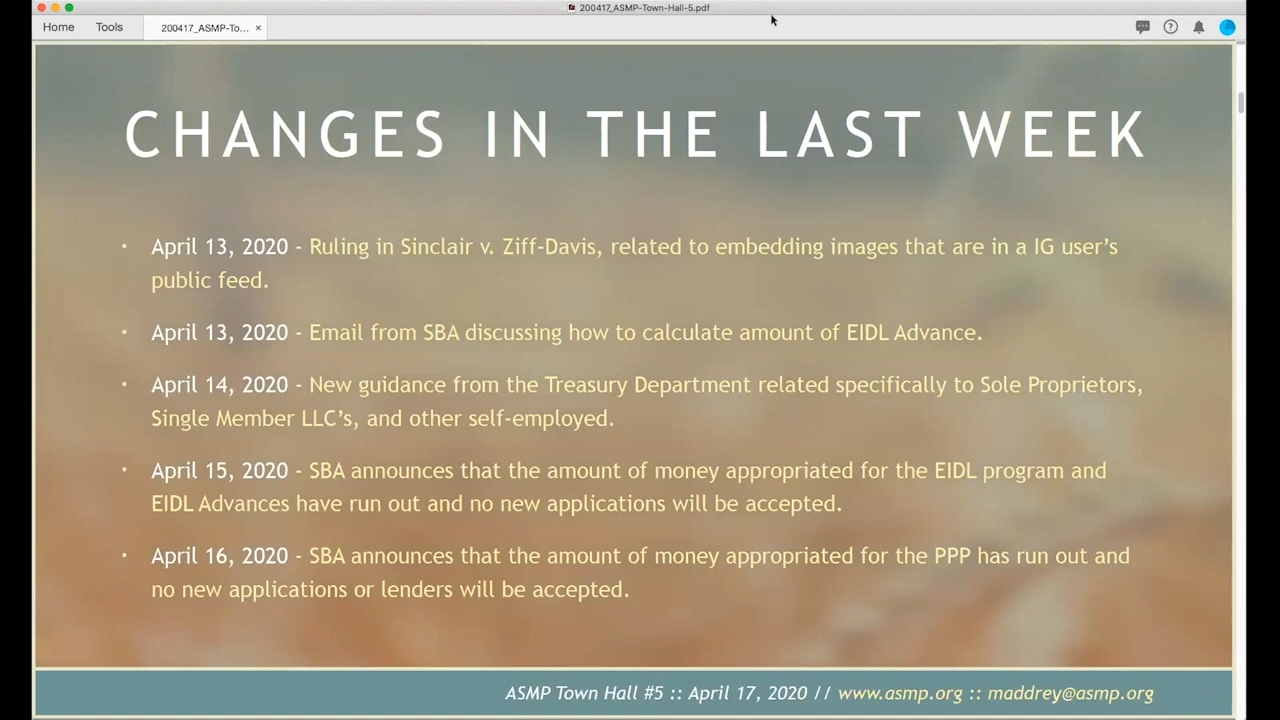 200417_ASMP-Town-Hall-5.pdf
Home Tools 200417_ASMP-To... ×
CHANGES IN THE LAST WEEK
• April 13, 2020 - Ruling in Sinclair v. Ziff-Davis, related to embedding images that are in a IG user’s
public feed.
• April 13, 2020 - Email from SBA discussing how to calculate amount of EIDL Advance.
• April 14, 2020 - New guidance from the Treasury Department related specifically to Sole Proprietors,
Single Member LLC’s, and other self-employed.
• April 15, 2020 - SBA announces that the amount of money appropriated for the EIDL program and
EIDL Advances have run out and no new applications will be accepted.
• April 16, 2020 - SBA announces that the amount of money appropriated for the PPP has run out and
no new applications or lenders will be accepted.
ASMP Town Hall #5 :: April 17, 2020 // www.asmp.org :: maddrey@asmp.org